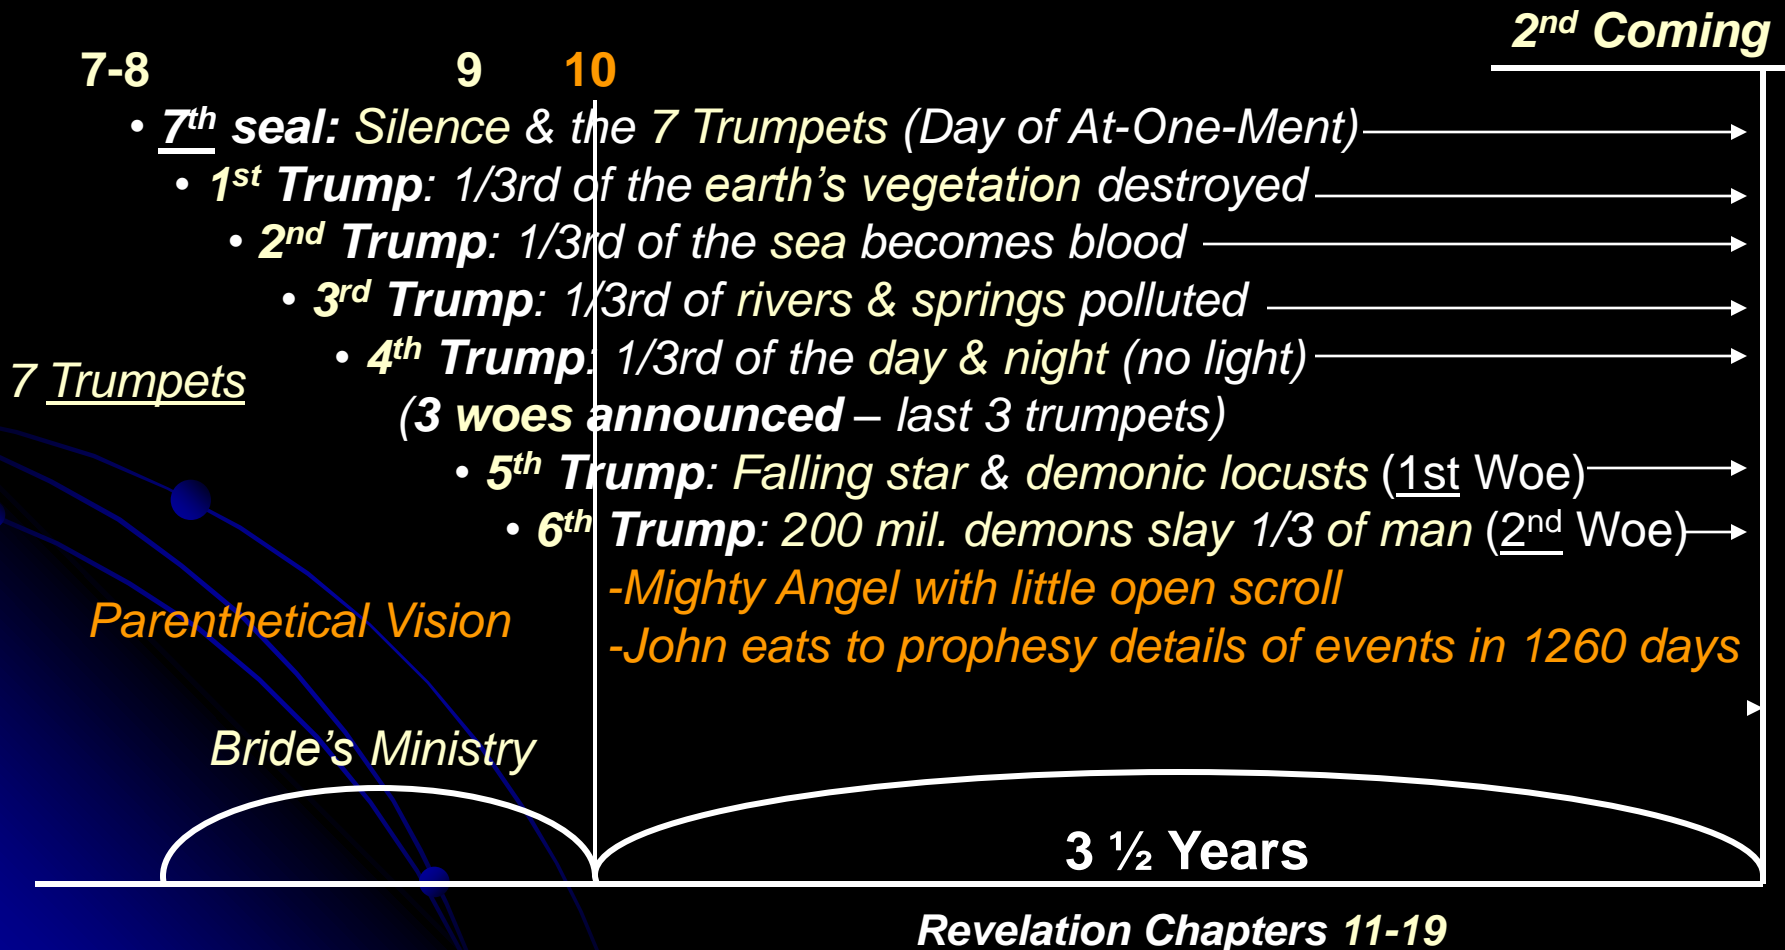 2nd Coming
7-8 9 10
• 7th seal: Silence & the 7 Trumpets (Day of At-One-Ment)
• 1st Trump: 1/3rd of the earth’s vegetation destroyed
• 2nd Trump: 1/3rd of the sea becomes blood
• 3rd Trump: 1/3rd of rivers & springs polluted
• 4th Trump: 1/3rd of the day & night (no light)
7 Trumpets
(3 woes announced – last 3 trumpets)
• 5th Trump: Falling star & demonic locusts (1st Woe)
• 6th Trump: 200 mil. demons slay 1/3 of man (2nd Woe)
-Mighty Angel with little open scroll
Parenthetical Vision
-John eats to prophesy details of events in 1260 days
Bride’s Ministry
3 ½ Years
Revelation Chapters 11-19